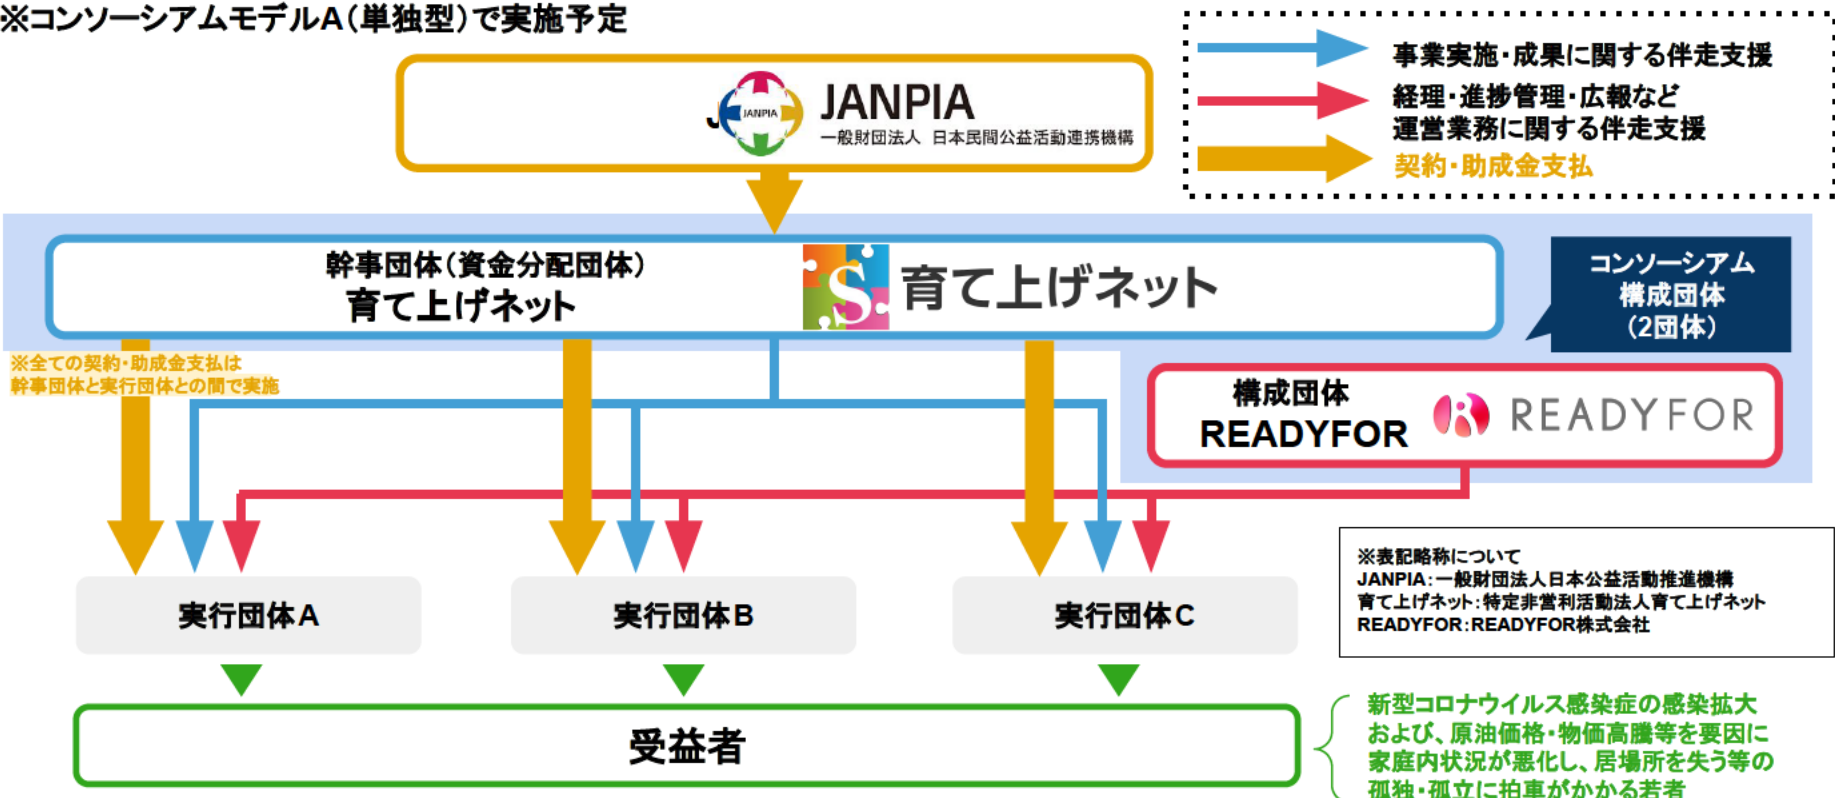 ※コンソーシアムモデルA(単独型)で実施予定
事業実施・成果に関する伴走支援
経理・進捗管理・広報など
運営業務に関する伴走支援
契約・助成金支払
JANPIA
JANPIA
一般財団法人 日本民間公益活動連携機構
幹事団体(資金分配団体)
育て上げネット
S
育て上げネット
コンソーシアム
構成団体
(2団体)
※全ての契約・助成金支払は
幹事団体と実行団体との間で実施
構成団体
READYFOR
READYFOR
実行団体A
実行団体B
実行団体C
※表記略称について
JANPIA:一般財団法人日本公益活動推進機構
育て上げネット:特定非営利活動法人育て上げネット
READYFOR:READYFOR株式会社
受益者
新型コロナウイルス感染症の感染拡大
および、原油価格・物価高騰等を要因に
家庭内状況が悪化し、居場所を失う等の
孤独・孤立に拍車がかかる若者